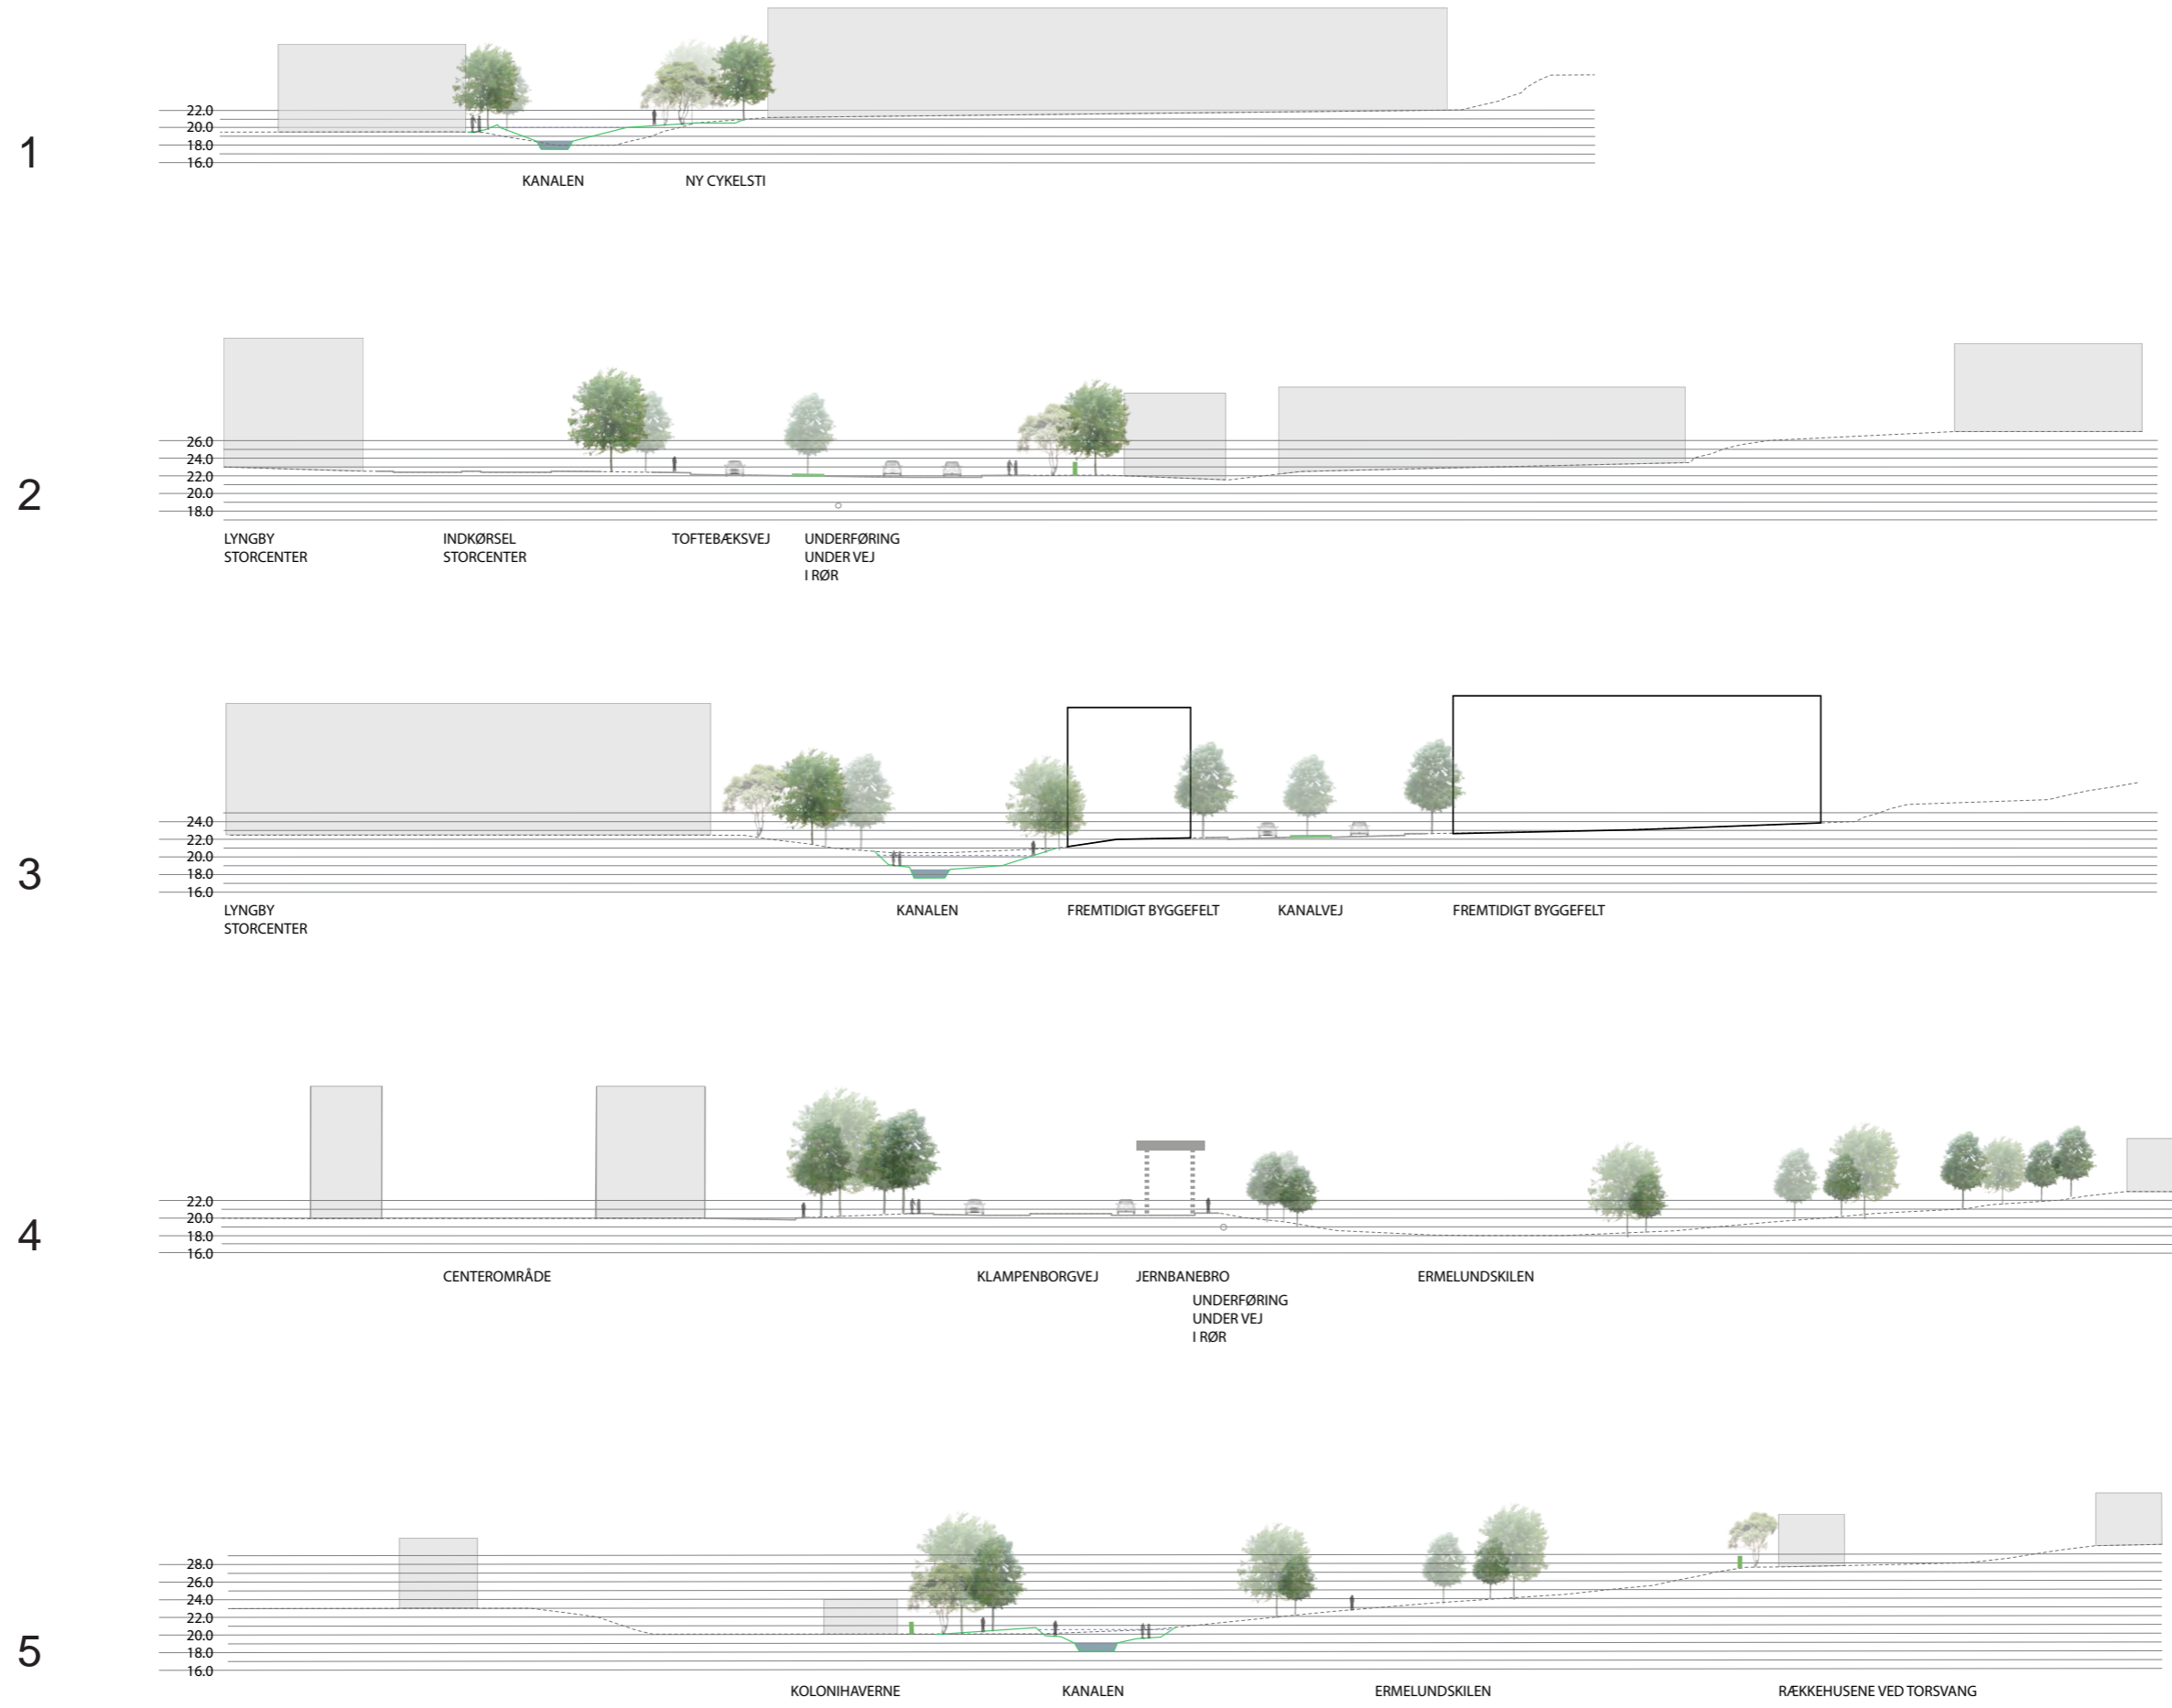 1
22.0
20.0
18.0
16.0
KANALEN NY CYKELSTI
2
26.0
24.0
22.0
20.0
18.0
LYNGBY
STORCENTER
INDKØRSEL
STORCENTER
TOFTEBÆKSVEJ
UNDERFØRING
UNDER VEJ
I RØR
3
24.0
22.0
20.0
18.0
16.0
LYNGBY
STORCENTER
KANALEN
FREMTIDIGT BYGGEFELT
KANALVEJ
FREMTIDIGT BYGGEFELT
4
22.0
20.0
18.0
16.0
CENTEROMRÅDE
KLAMPENBORGVEJ
JERNBANEBRO
UNDERFØRING
UNDER VEJ
I RØR
ERMELUNDSKILEN
5
28.0
26.0
24.0
22.0
20.0
18.0
16.0
KOLONIHAVERNE
KANALEN
ERMELUNDSKILEN
RÆKKEHUSENE VED TORSVANG